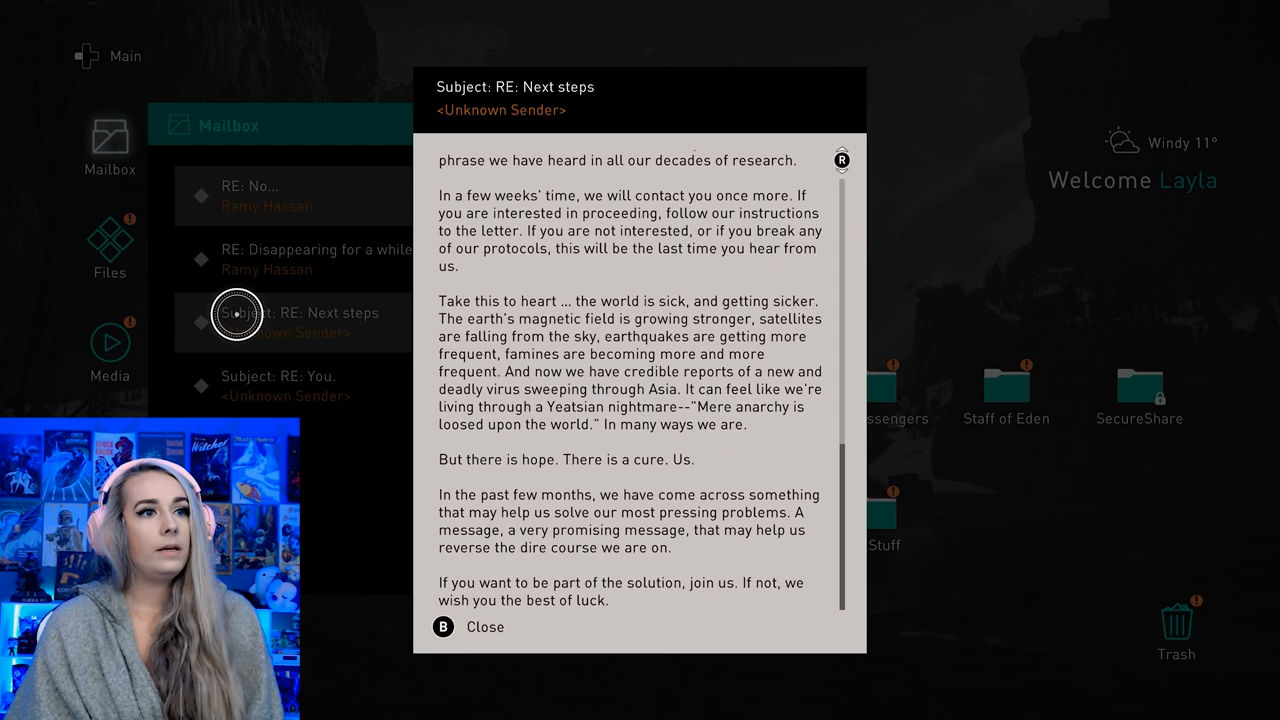 Main
Subject: RE: Next steps
<Unknown Sender>
Mailbox
Mailbox
Windy 11°
Welcome Layla
RE: No...
Ramy Hassan
RE: Disappearing for a while
Ramy Hassan
Files
Subject: RE: Next steps
Unknown Sender>
Media
Subject: RE: You.
<Unknown Sender>
R
phrase we have heard in all our decades of research.
In a few weeks' time, we will contact you once more. If
you are interested in proceeding, follow our instructions
to the letter. If you are not interested, or if you break any
of our protocols, this will be the last time you hear from
us.
Take this to heart ... the world is sick, and getting sicker.
The earth's magnetic field is growing stronger, satellites
are falling from the sky, earthquakes are getting more
frequent, famines are becoming more and more
frequent. And now we have credible reports of a new and
deadly virus sweeping through Asia. It can feel like we're
living through a Yeatsian nightmare--"Mere anarchy is
loosed upon the world." In many ways we are.
But there is hope. There is a cure. Us.
In the past few months, we have come across something
that may help us solve our most pressing problems. A
message, a very promising message, that may help us
reverse the dire course we are on.
If you want to be part of the solution, join us. If not, we
wish you the best of luck.
B Close
ssengers
Staff of Eden
SecureShare
Stuff
Trash
Witcher